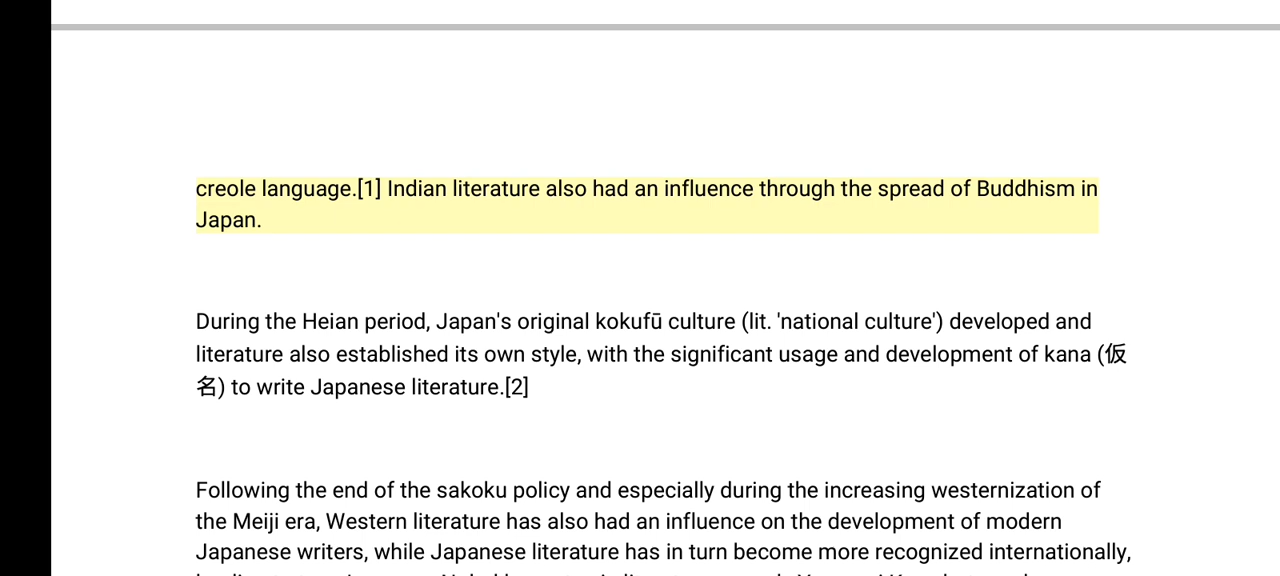 creole language.[1] Indian literature also had an influence through the spread of Buddhism in
Japan.
During the Heian period, Japan's original kokufū culture (lit. 'national culture') developed and
literature also established its own style, with the significant usage and development of kana (仮
名) to write Japanese literature.[2]
Following the end of the sakoku policy and especially during the increasing westernization of
the Meiji era, Western literature has also had an influence on the development of modern
Japanese writers, while Japanese literature has in turn become more recognized internationally,